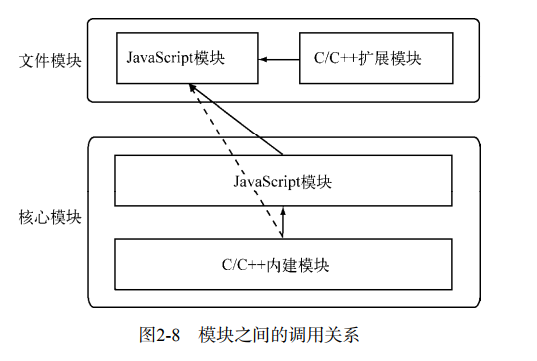 文件模块
JavaScript模块
C/C++扩展模块
JavaScript模块
核心模块
C/C++内建模块
图2-8 模块之间的调用关系